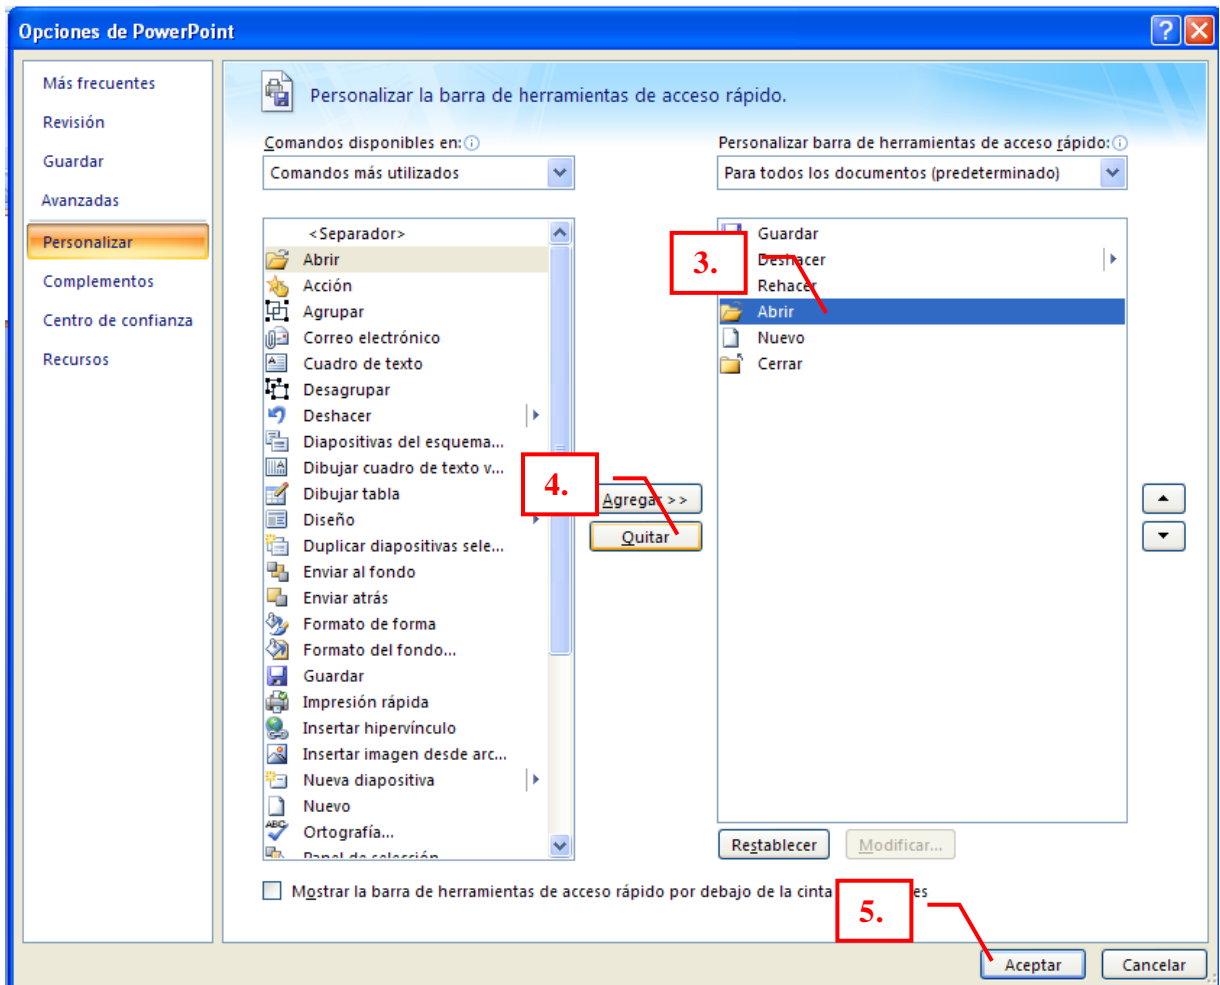 Opciones de PowerPoint
Más frecuentes
Revisión
Guardar
Avanzadas
Personalizar
Complementos
Centro de confianza
Recursos
Personalizar la barra de herramientas de acceso rápido.
Comandos disponibles en:
Comandos más utilizados
<Separador>
Abrir
Acción
Agrupar
Correo electrónico
Cuadro de texto
Desagrupar
Deshacer
Diapositivas del esquema...
Dibujar cuadro de texto v...
Dibujar tabla
Diseño
Duplicar diapositivas sele...
Enviar al fondo
Enviar atrás
Formato de forma
Formato del fondo...
Guardar
Impresión rápida
Insertar hipervínculo
Insertar imagen desde arc...
Nueva diapositiva
Nuevo
Ortografía...
Panel de selección
4.
Agregar >>
Quitar
Personalizar barra de herramientas de acceso rápido:
Para todos los documentos (predeterminado)
3.
Guardar
Deshacer
Rehacer
Abrir
Nuevo
Cerrar
Restablecer
Modificar...
Mostrar la barra de herramientas de acceso rápido por debajo de la cinta
5.
Aceptar
Cancelar